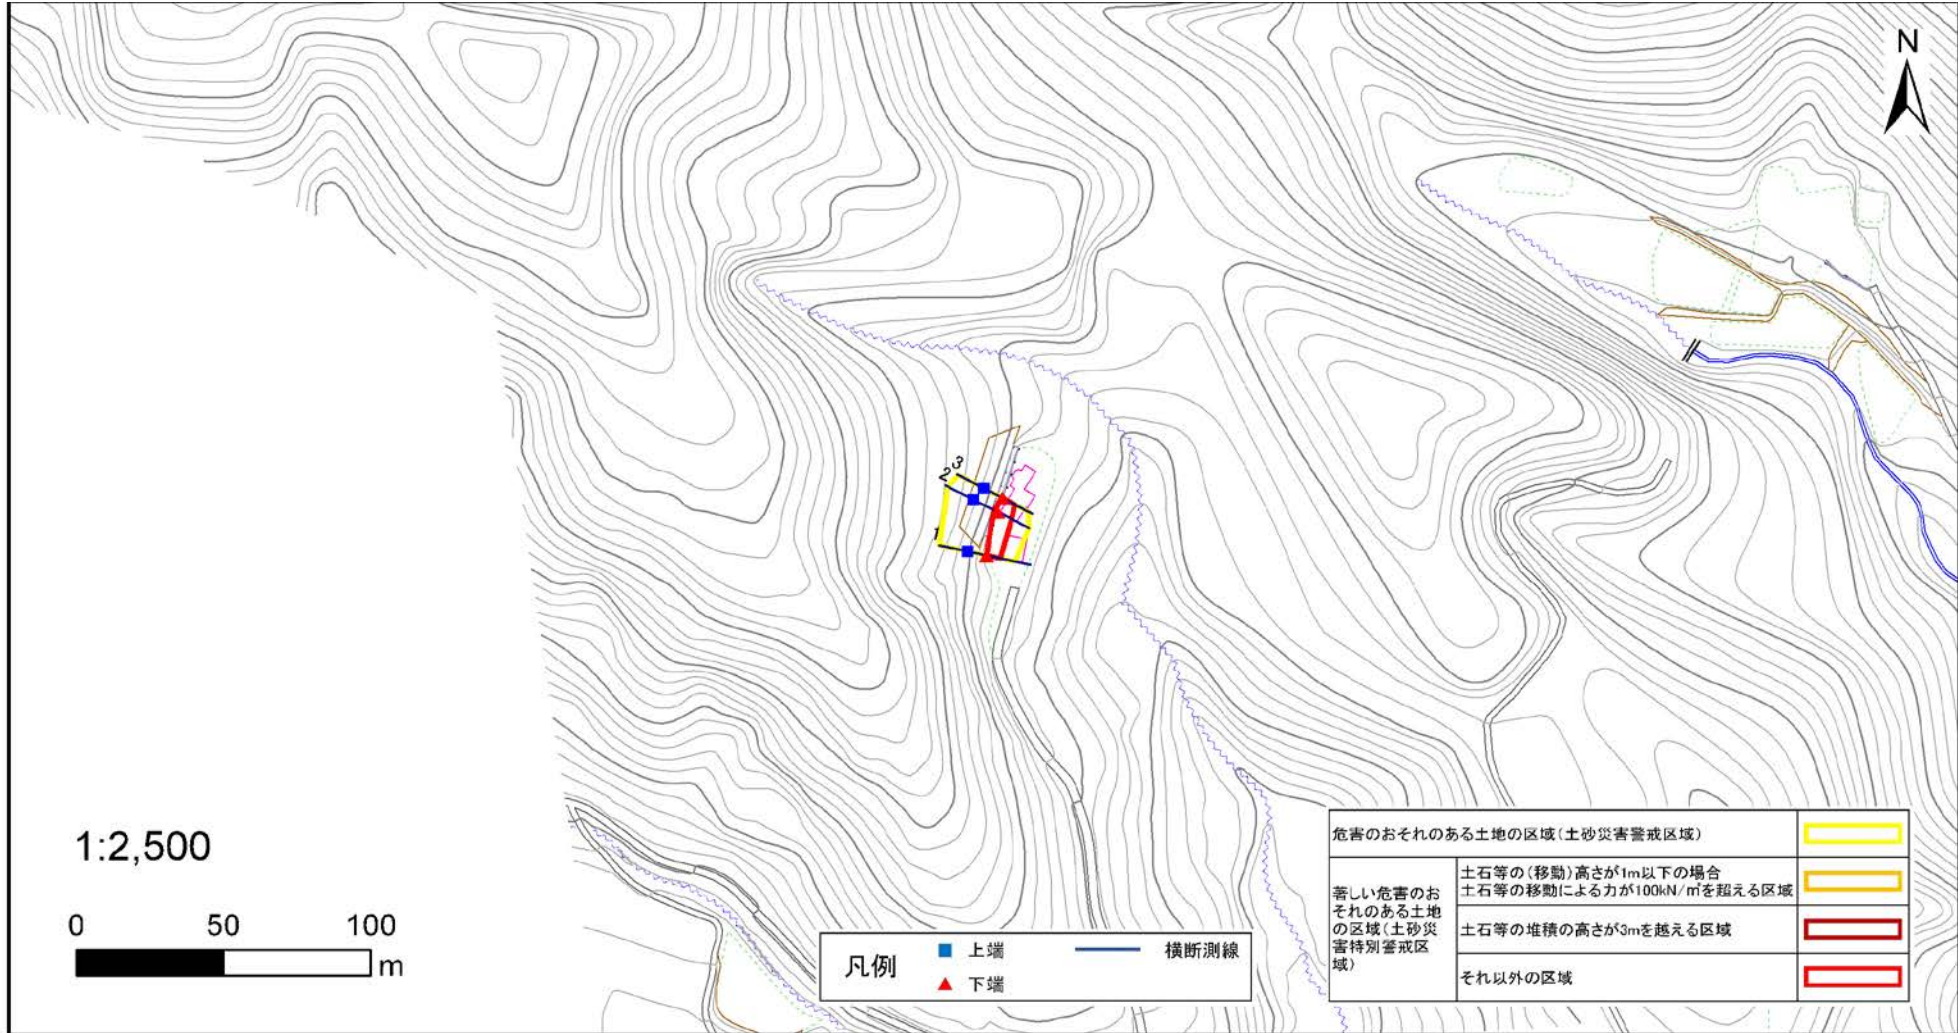 N
3
2
1
1:2,500
0 50 100
m
凡例
上端
横断測線
下端
危害のおそれのある土地の区域(土砂災害警戒区域)
著しい危害のお
それのある土地
の区域(土砂災
害特別警戒区
域)
土石等の(移動)高さが1m以下の場合
土石等の移動による力が100kN/㎡を超える区域
土石等の堆積の高さが3mを越える区域
それ以外の区域